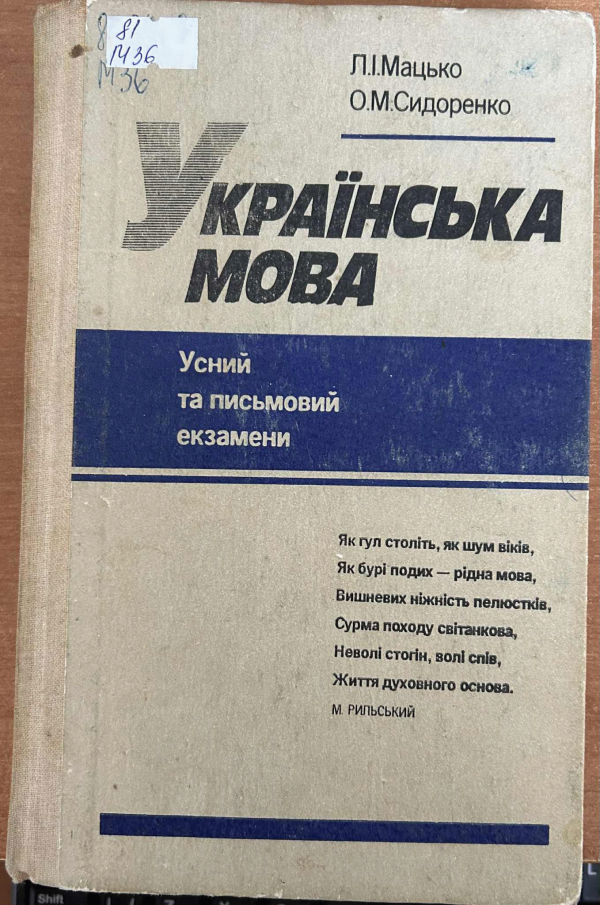 81
М36
М36
Л.І.Мацько
О.М.Сидоренко
УКРАЇНСЬКА
МОВА
Усний
та письмовий
екзамени
Як гул століть, як шум віків,
Як бурі подих — рідна мова,
Вишневих ніжність пелюстків,
Сурма походу світанкова,
Неволі стогін, волі спів,
Життя духовного основа.
М. РИЛЬСЬКИЙ
Shift
L